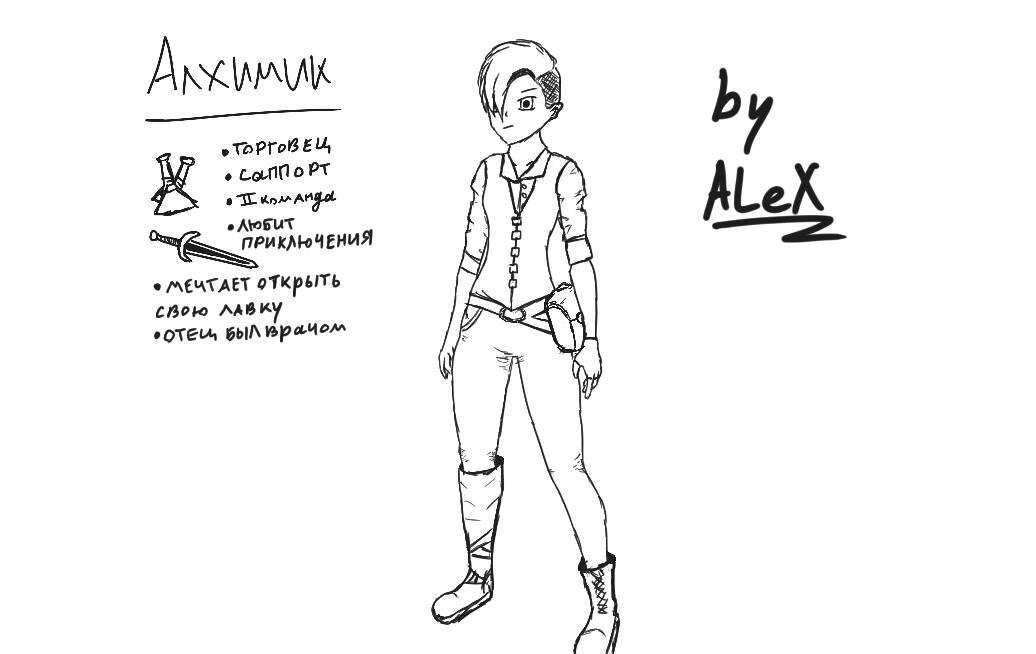 Алхимик
• ТОРГОВЕЦ
• САППОРТ
• II команда
• ЛЮБИТ
ПРИКЛЮЧЕНИЯ
• МЕЧТАЕТ ОТКРЫТЬ
СВОЮ ЛАВКУ
• ОТЕЦ БЫЛ ВРАЧОМ
by
ALeX